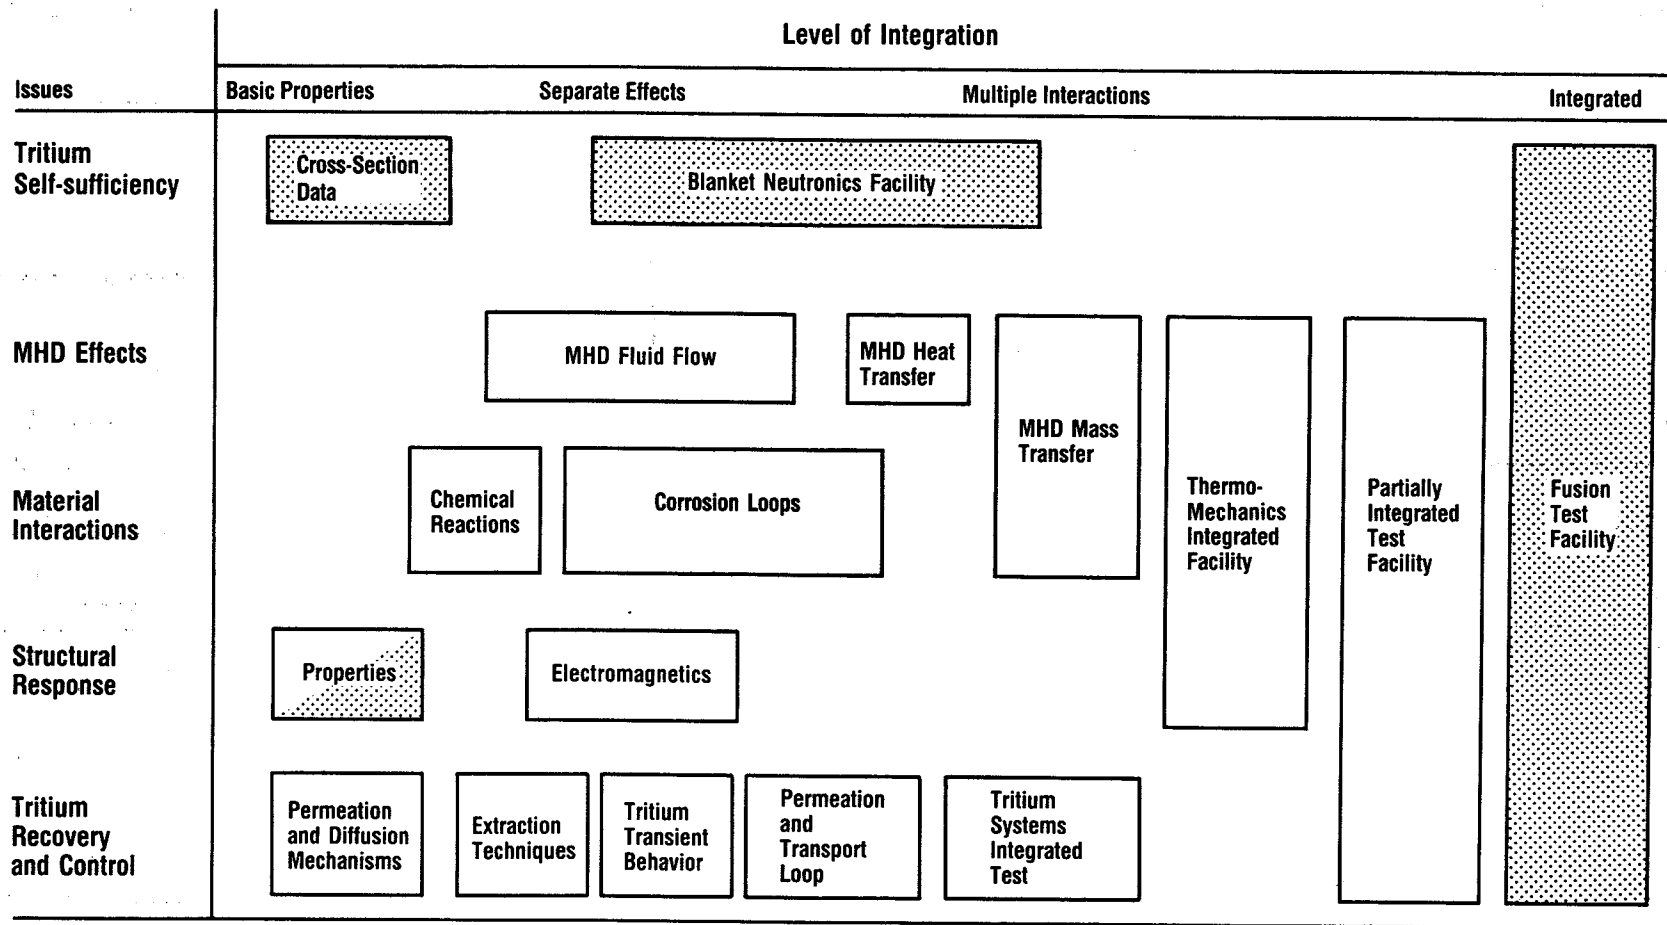 Level of Integration
Issues
Basic Properties
Separate Effects
Multiple Interactions
Integrated
Tritium
Self-sufficiency
Cross-Section
Data
Blanket Neutronics Facility
MHD Effects
MHD Fluid Flow
MHD Heat
Transfer
MHD Mass
Transfer
Thermo-
Mechanics
Integrated
Facility
Partially
Integrated
Test
Facility
Fusion
Test
Facility
Material
Interactions
Chemical
Reactions
Corrosion Loops
Structural
Response
Properties
Electromagnetics
Tritium
Recovery
and Control
Permeation
and Diffusion
Mechanisms
Extraction
Techniques
Tritium
Transient
Behavior
Permeation
and
Transport
Loop
Tritium
Systems
Integrated
Test